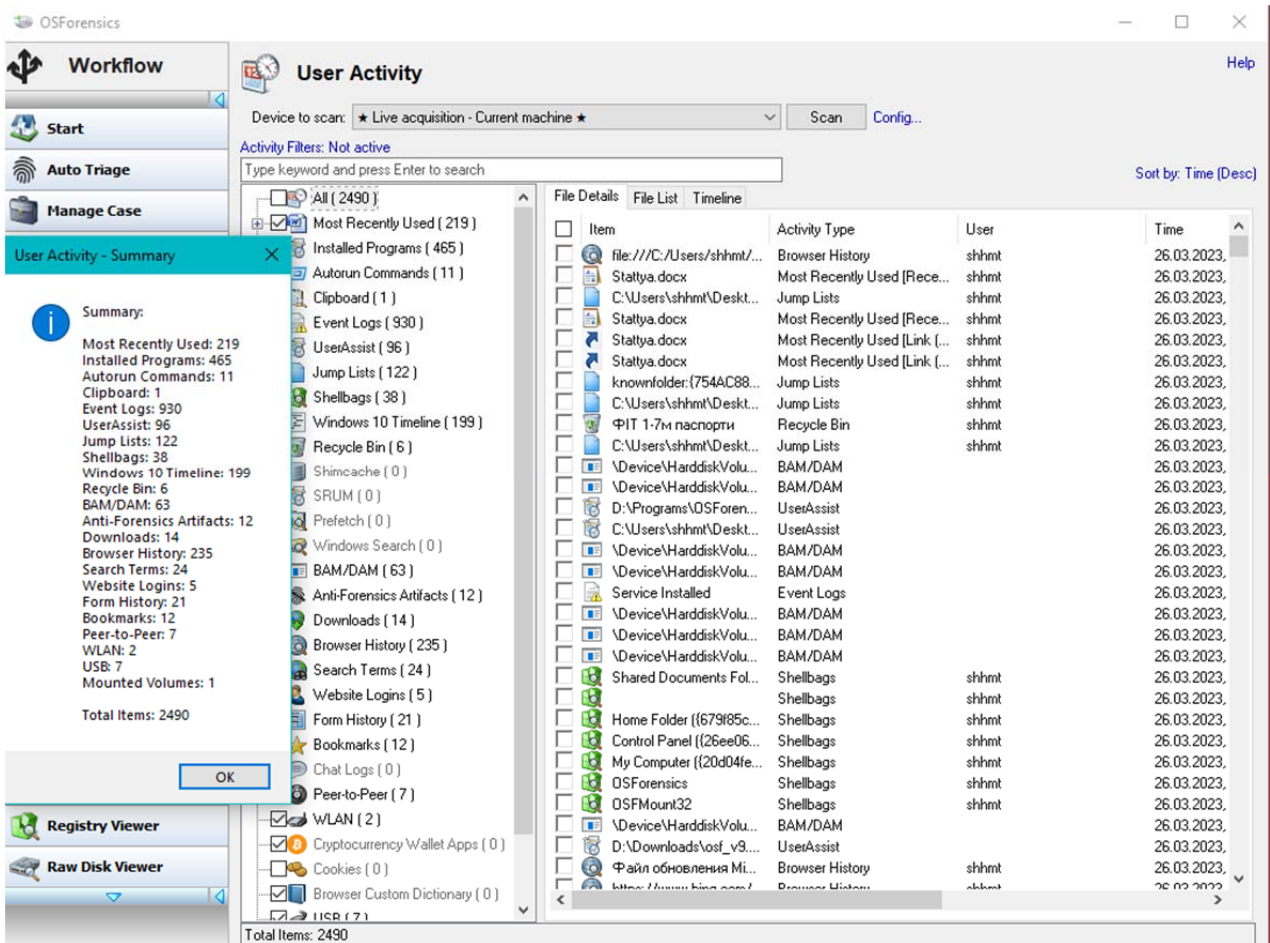 OSForensics
Workflow
Start
Auto Triage
Manage Case
User Activity - Summary
Summary:
Most Recently Used: 219
Installed Programs: 465
Autorun Commands: 11
Clipboard: 1
Event Logs: 930
UserAssist: 96
Jump Lists: 122
Shellbags: 38
Windows 10 Timeline: 199
Recycle Bin: 6
BAM/DAM: 63
Anti-Forensics Artifacts: 12
Downloads: 14
Browser History: 235
Search Terms: 24
Website Logins: 5
Form History: 21
Bookmarks: 12
Peer-to-Peer: 7
WLAN: 2
USB: 7
Mounted Volumes: 1
Total Items: 2490
OK
Registry Viewer
Raw Disk Viewer
User Activity
Help
Device to scan: ★ Live acquisition - Current machine ★ Scan Config...
Activity Filters: Not active
Type keyword and press Enter to search
Sort by: Time (Desc)
All ( 2490 )
Most Recently Used ( 219 )
Installed Programs ( 465 )
Autorun Commands ( 11 )
Clipboard ( 1 )
Event Logs ( 930 )
UserAssist ( 96 )
Jump Lists ( 122 )
Shellbags ( 38 )
Windows 10 Timeline ( 199 )
Recycle Bin ( 6 )
Shimcache ( 0 )
SRUM ( 0 )
Prefetch ( 0 )
Windows Search ( 0 )
BAM/DAM ( 63 )
Anti-Forensics Artifacts ( 12 )
Downloads ( 14 )
Browser History ( 235 )
Search Terms ( 24 )
Website Logins ( 5 )
Form History ( 21 )
Bookmarks ( 12 )
Chat Logs ( 0 )
Peer-to-Peer ( 7 )
WLAN ( 2 )
Cryptocurrency Wallet Apps ( 0 )
Cookies ( 0 )
Browser Custom Dictionary ( 0 )
USB ( 7 )
File Details File List Timeline
Item Activity Type User Time
file:///C:/Users/shhmt/... Browser History shhmt 26.03.2023,
Stattya.docx Most Recently Used [Rece... shhmt 26.03.2023,
C:\Users\shhmt\Deskt... Jump Lists shhmt 26.03.2023,
Stattya.docx Most Recently Used [Rece... shhmt 26.03.2023,
Stattya.docx Most Recently Used [Link (... shhmt 26.03.2023,
Stattya.docx Most Recently Used [Link (... shhmt 26.03.2023,
knownfolder:{754AC88... Jump Lists shhmt 26.03.2023,
C:\Users\shhmt\Deskt... Jump Lists shhmt 26.03.2023,
ФІТ 1-7м паспорти Recycle Bin shhmt 26.03.2023,
C:\Users\shhmt\Deskt... Jump Lists shhmt 26.03.2023,
\Device\HarddiskVolu... BAM/DAM 26.03.2023,
\Device\HarddiskVolu... BAM/DAM 26.03.2023,
D:\Programs\OSForen... UserAssist 26.03.2023,
C:\Users\shhmt\Deskt... UserAssist 26.03.2023,
\Device\HarddiskVolu... BAM/DAM 26.03.2023,
\Device\HarddiskVolu... BAM/DAM 26.03.2023,
Service Installed Event Logs 26.03.2023,
\Device\HarddiskVolu... BAM/DAM 26.03.2023,
\Device\HarddiskVolu... BAM/DAM 26.03.2023,
\Device\HarddiskVolu... BAM/DAM 26.03.2023,
Shared Documents Fol... Shellbags shhmt 26.03.2023,
Shellbags shhmt 26.03.2023,
Home Folder ({679f85c... Shellbags shhmt 26.03.2023,
Control Panel ({26ee06... Shellbags shhmt 26.03.2023,
My Computer ({20d04fe... Shellbags shhmt 26.03.2023,
OSForensics Shellbags shhmt 26.03.2023,
OSFMount32 Shellbags shhmt 26.03.2023,
\Device\HarddiskVolu... BAM/DAM 26.03.2023,
D:\Downloads\osf_v9.... UserAssist 26.03.2023,
Файл обновления Mi... Browser History shhmt 26.03.2023,
https://www.bing.com/ Browser History shhmt 26.03.2023
Total Items: 2490